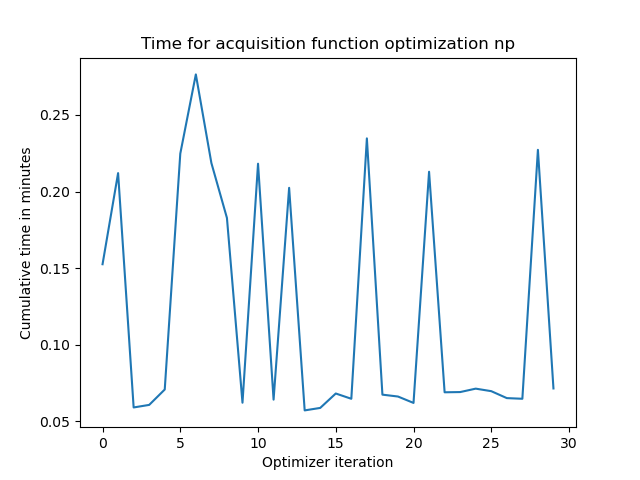 Time for acquisition function optimization np
Cumulative time in minutes
0.25
0.20
0.15
0.10
0.05
0 5 10 15 20 25 30
Optimizer iteration